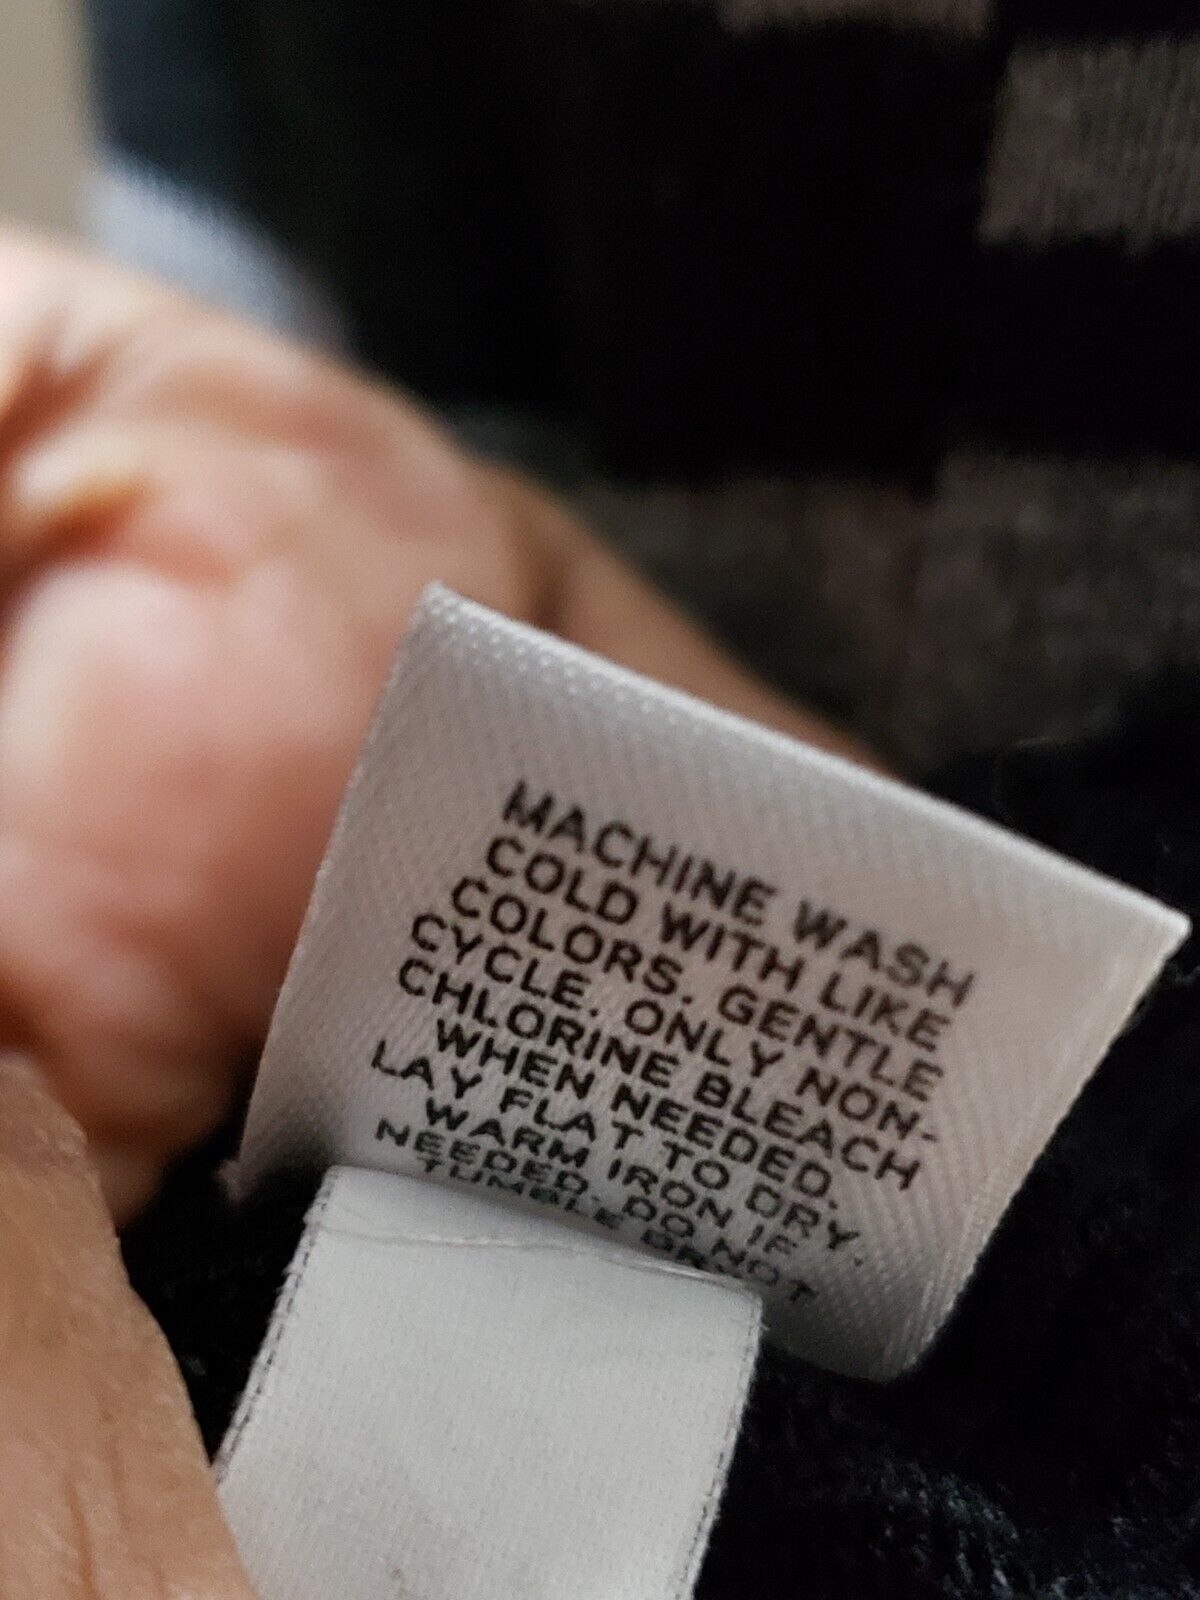 MACHINE WASH
COLD WITH LIKE
COLORS. GENTLE
CYCLE. ONLY NON-
CHLORINE BLEACH
WHEN NEEDED.
LAY FLAT TO DRY.
WARM IRON IF
NEEDED. DO NOT
TUMBLE